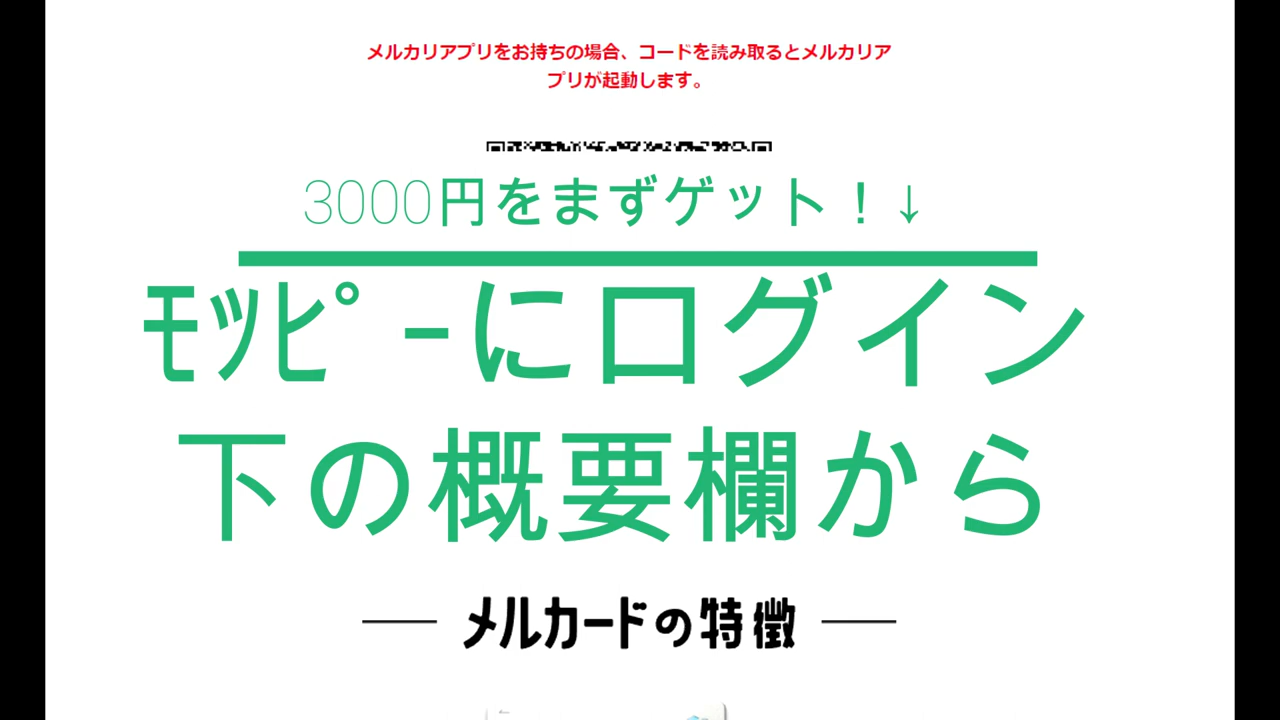 メルカリアプリをお持ちの場合、コードを読み取るとメルカリア
プリが起動します。
3000円をまずゲット！↓
ﾓｯﾋﾟｰにログイン
下の概要欄から
メルカードの特徴